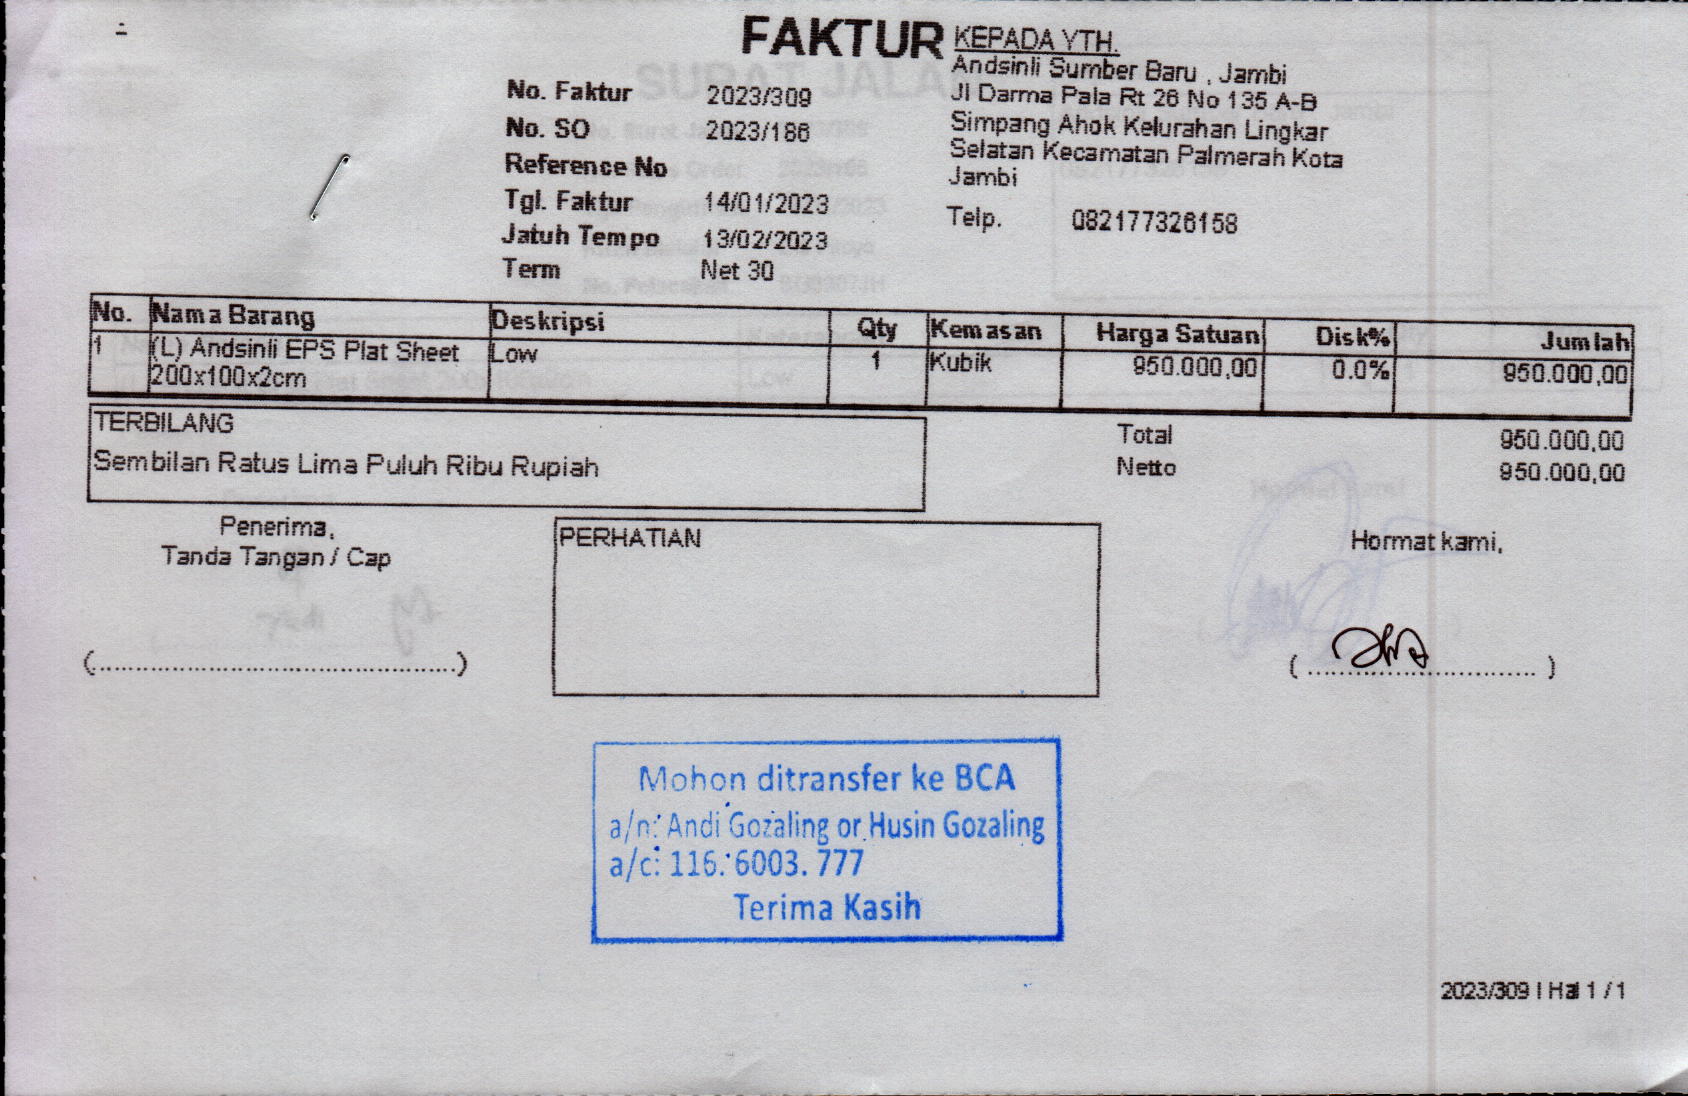 FAKTUR
No. Faktur 2023/309
No. SO 2023/186
Reference No
Tgl. Faktur 14/01/2023
Jatuh Tempo 13/02/2023
Term Net 30
KEPADA YTH.
Andsinli Sumber Baru , Jambi
Jl Darma Pala Rt 26 No 135 A-B
Simpang Ahok Kelurahan Lingkar
Selatan Kecamatan Palmerah Kota
Jambi
Telp. 082177326158
No. Nama Barang Deskripsi Qty Kemasan Harga Satuan Disk% Jumlah
1 (L) Andsinli EPS Plat Sheet Low 1 Kubik 950.000,00 0.0% 950.000,00
200x100x2cm
TERBILANG
Sembilan Ratus Lima Puluh Ribu Rupiah
Total 950.000,00
Netto 950.000,00
Penerima,
Tanda Tangan / Cap
PERHATIAN
Hormat kami,
Mohon ditransfer ke BCA
a/n: Andi Gozaling or Husin Gozaling
a/c: 116. 6003. 777
Terima Kasih
2023/309 | Hal 1 / 1